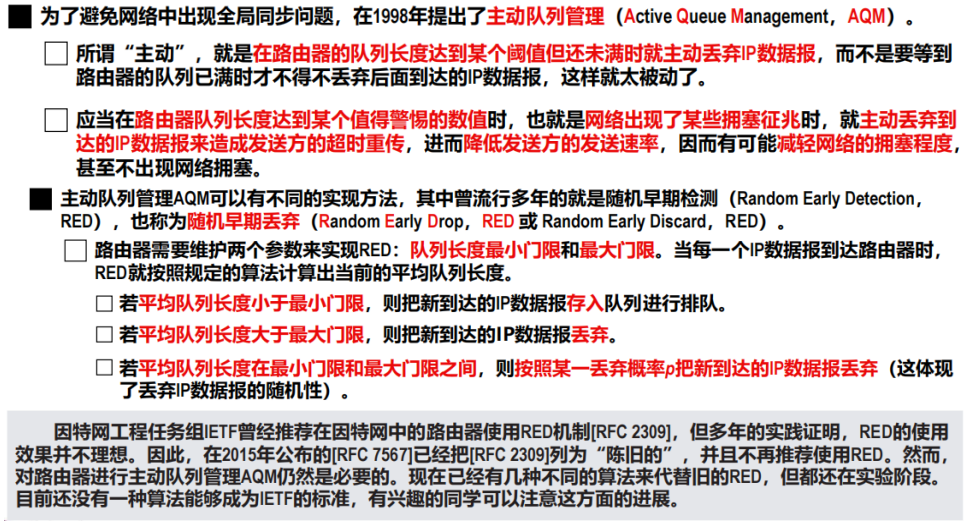 为了避免网络中出现全局同步问题，在1998年提出了主动队列管理（Active Queue Management，AQM）。
所谓“主动”，就是在路由器的队列长度达到某个阈值但还未满时就主动丢弃IP数据报，而不是要等到
路由器的队列已满时才不得不丢弃后面到达的IP数据报，这样就太被动了。
应当在路由器队列长度达到某个值得警惕的数值时，也就是网络出现了某些拥塞征兆时，就主动丢弃到
达的IP数据报来造成发送方的超时重传，进而降低发送方的发送速率，因而有可能减轻网络的拥塞程度，
甚至不出现网络拥塞。
主动队列管理AQM可以有不同的实现方法，其中曾流行多年的就是随机早期检测（Random Early Detection，
RED），也称为随机早期丢弃（Random Early Drop，RED 或 Random Early Discard，RED）。
路由器需要维护两个参数来实现RED：队列长度最小门限和最大门限。当每一个IP数据报到达路由器时，
RED就按照规定的算法计算出当前的平均队列长度。
若平均队列长度小于最小门限，则把新到达的IP数据报存入队列进行排队。
若平均队列长度大于最大门限，则把新到达的IP数据报丢弃。
若平均队列长度在最小门限和最大门限之间，则按照某一丢弃概率p把新到达的IP数据报丢弃（这体现
了丢弃IP数据报的随机性）。
因特网工程任务组IETF曾经推荐在因特网中的路由器使用RED机制[RFC 2309]，但多年的实践证明，RED的使用
效果并不理想。因此，在2015年公布的[RFC 7567]已经把[RFC 2309]列为“陈旧的”，并且不再推荐使用RED。然而，
对路由器进行主动队列管理AQM仍然是必要的。现在已经有几种不同的算法来代替旧的RED，但都还在实验阶段。
目前还没有一种算法能够成为IETF的标准，有兴趣的同学可以注意这方面的进展。